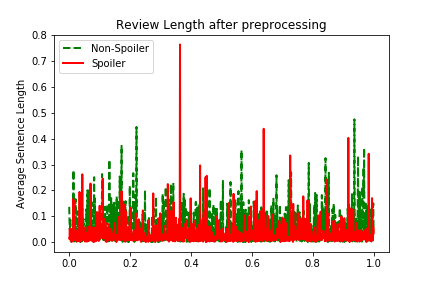 Review Length after preprocessing
Non-Spoiler
Spoiler
Average Sentence Length
0.8
0.7
0.6
0.5
0.4
0.3
0.2
0.1
0.0
0.0 0.2 0.4 0.6 0.8 1.0